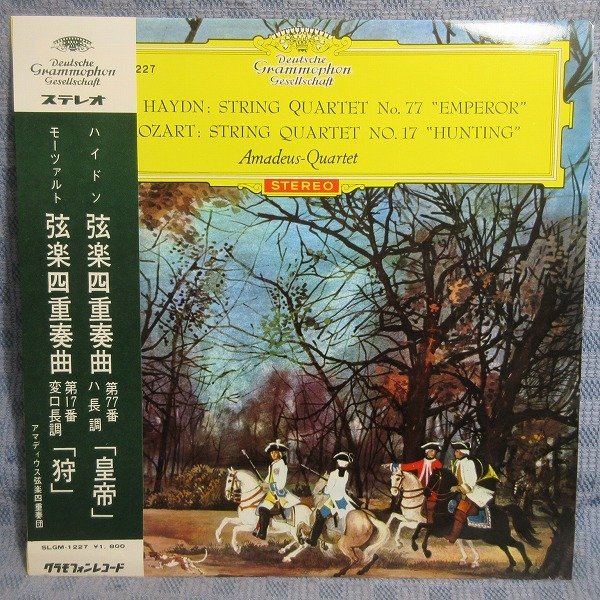 Deutsche
Grammophon
Gesellschaft
ステレオ
ハイドン 弦楽四重奏曲 第77番 ハ長調 「皇帝」
モーツァルト 弦楽四重奏曲 第17番 変ロ長調 「狩」
アマディウス弦楽四重奏団
SLGM-1227 ¥1,800
グラモフォンレコード
Deutsche
Grammophon
Gesellschaft
1227
HAYDN: STRING QUARTET No. 77 "EMPEROR"
OZART: STRING QUARTET NO. 17 "HUNTING"
Amadeus-Quartet
STEREO